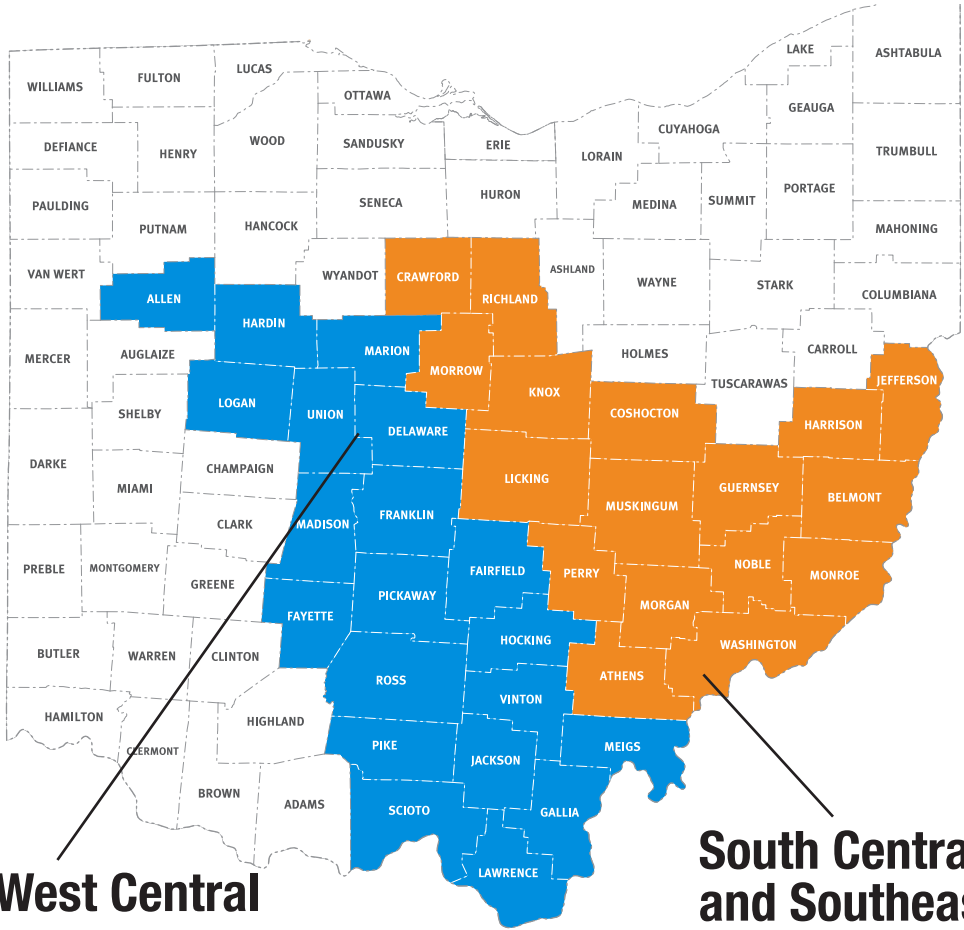 LAKE
ASHTABULA
LUCAS
FULTON
WILLIAMS
OTTAWA
GEAUGA
CUYAHOGA
WOOD
SANDUSKY
ERIE
DEFIANCE
HENRY
LORAIN
TRUMBULL
PORTAGE
HURON
SENECA
SUMMIT
MEDINA
PAULDING
PUTNAM
HANCOCK
MAHONING
VAN WERT
WYANDOT
CRAWFORD
ASHLAND
WAYNE
STARK
COLUMBIANA
ALLEN
RICHLAND
HARDIN
MARION
CARROLL
HOLMES
AUGLAIZE
MERCER
MORROW
JEFFERSON
TUSCARAWAS
KNOX
LOGAN
UNION
COSHOCTON
SHELBY
HARRISON
DELAWARE
DARKE
CHAMPAIGN
LICKING
MIAMI
GUERNSEY
BELMONT
MUSKINGUM
FRANKLIN
CLARK
MADISON
NOBLE
PREBLE
MONTGOMERY
FAIRFIELD
PERRY
MONROE
GREENE
PICKAWAY
MORGAN
FAYETTE
HOCKING
WASHINGTON
BUTLER
WARREN
CLINTON
ATHENS
ROSS
VINTON
HAMILTON
HIGHLAND
PIKE
MEIGS
CLERMONT
JACKSON
BROWN
ADAMS
SCIOTO
GALLIA
LAWRENCE
West Central
South Centra
and Southeas